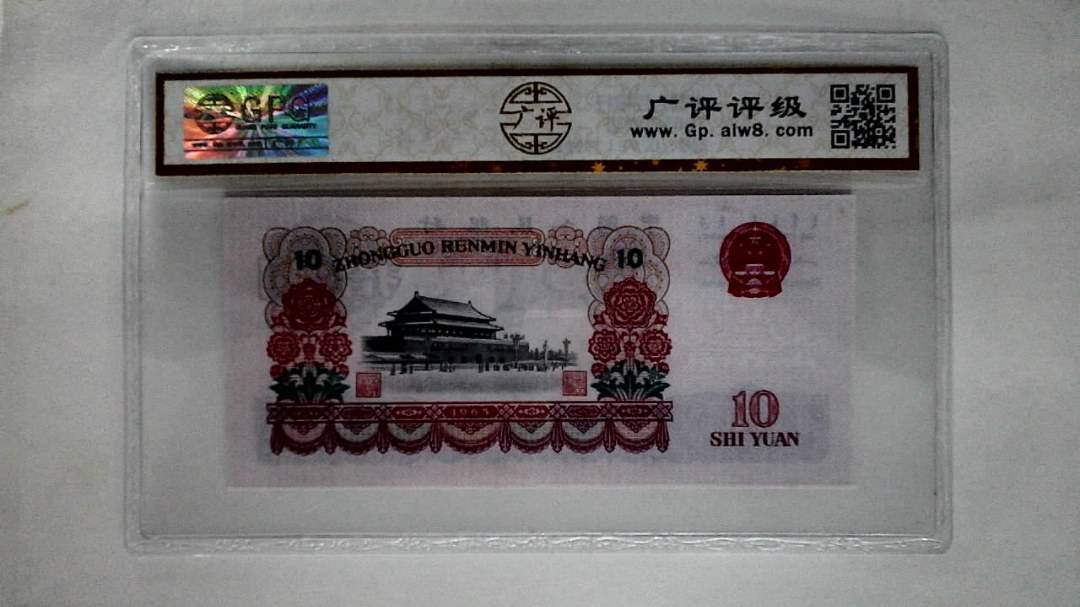 GPG
广评
广评评级
www.Gp.alw8.com
10 ZHONGGUO RENMIN YINHANG 10
1965
10
SHI YUAN